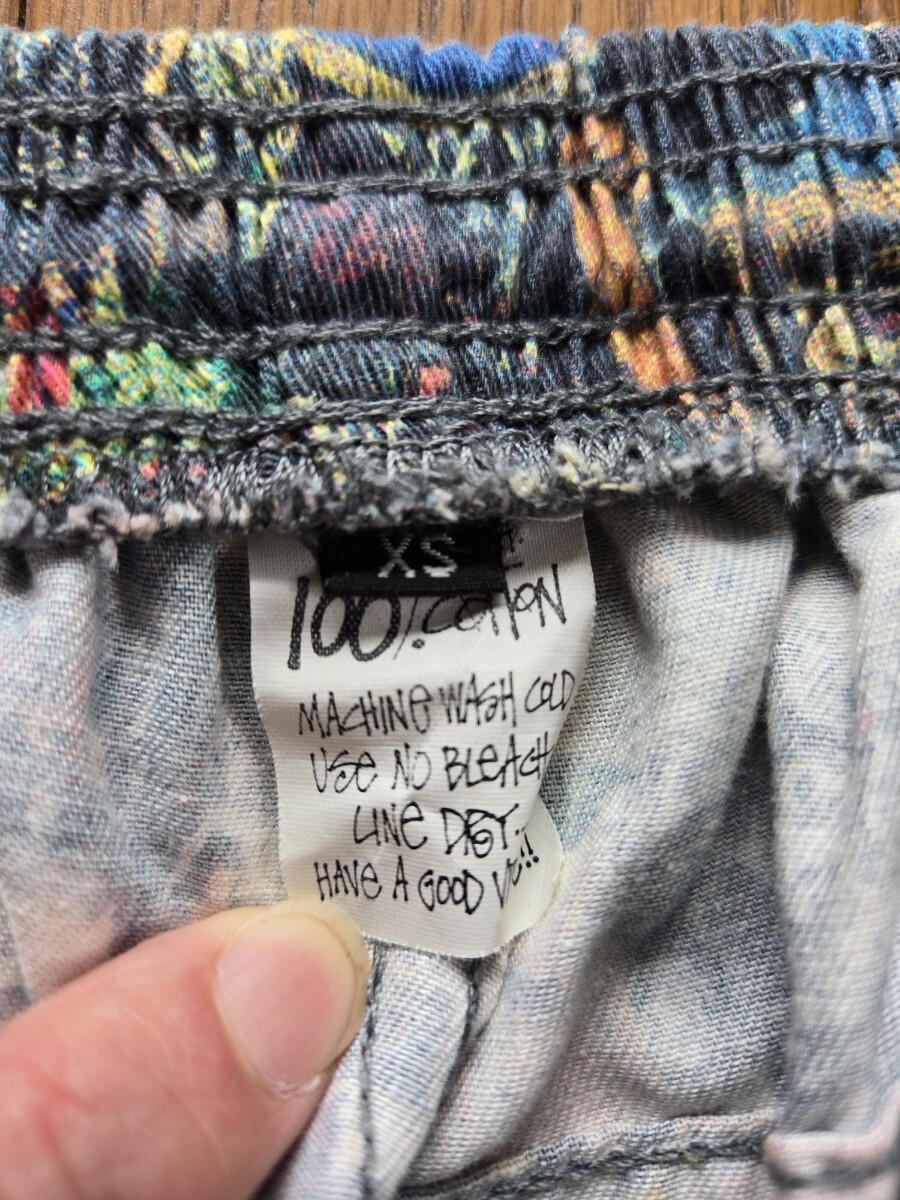 XS
100% COTTON
MACHINE WASH COLD
USE NO BLEACH
LINE DRY.
HAVE A GOOD